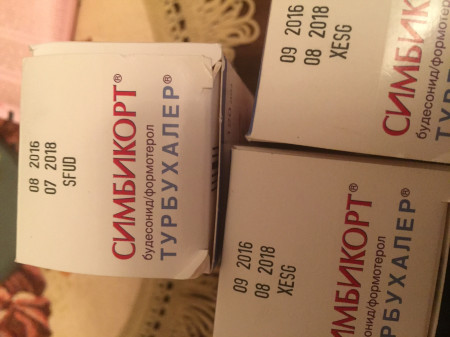 08 2016
07 2018
SFUD
СИМБИКОРТ®
будесонид/формотерол
ТУРБУХАЛЕР®
09 2016
08 2018
XESG
СИМБИКОРТ®
будесонид/формотерол
ТУРБУХАЛЕР®
09 2016
08 2018
XESG
СИМБИКОРТ®